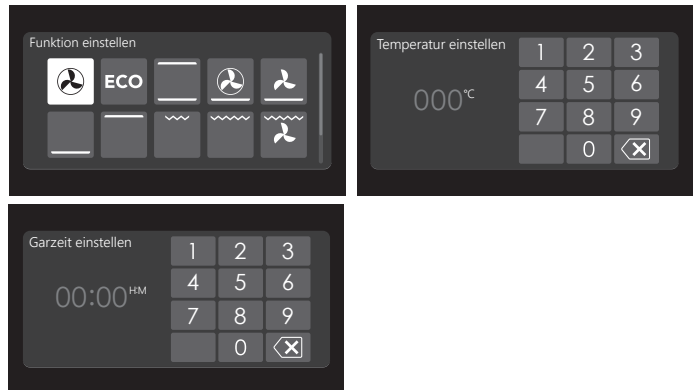 Funktion einstellen
ECO
Temperatur einstellen
000°C
1 2 3
4 5 6
7 8 9
0
Garzeit einstellen
00:00 H:M
1 2 3
4 5 6
7 8 9
0